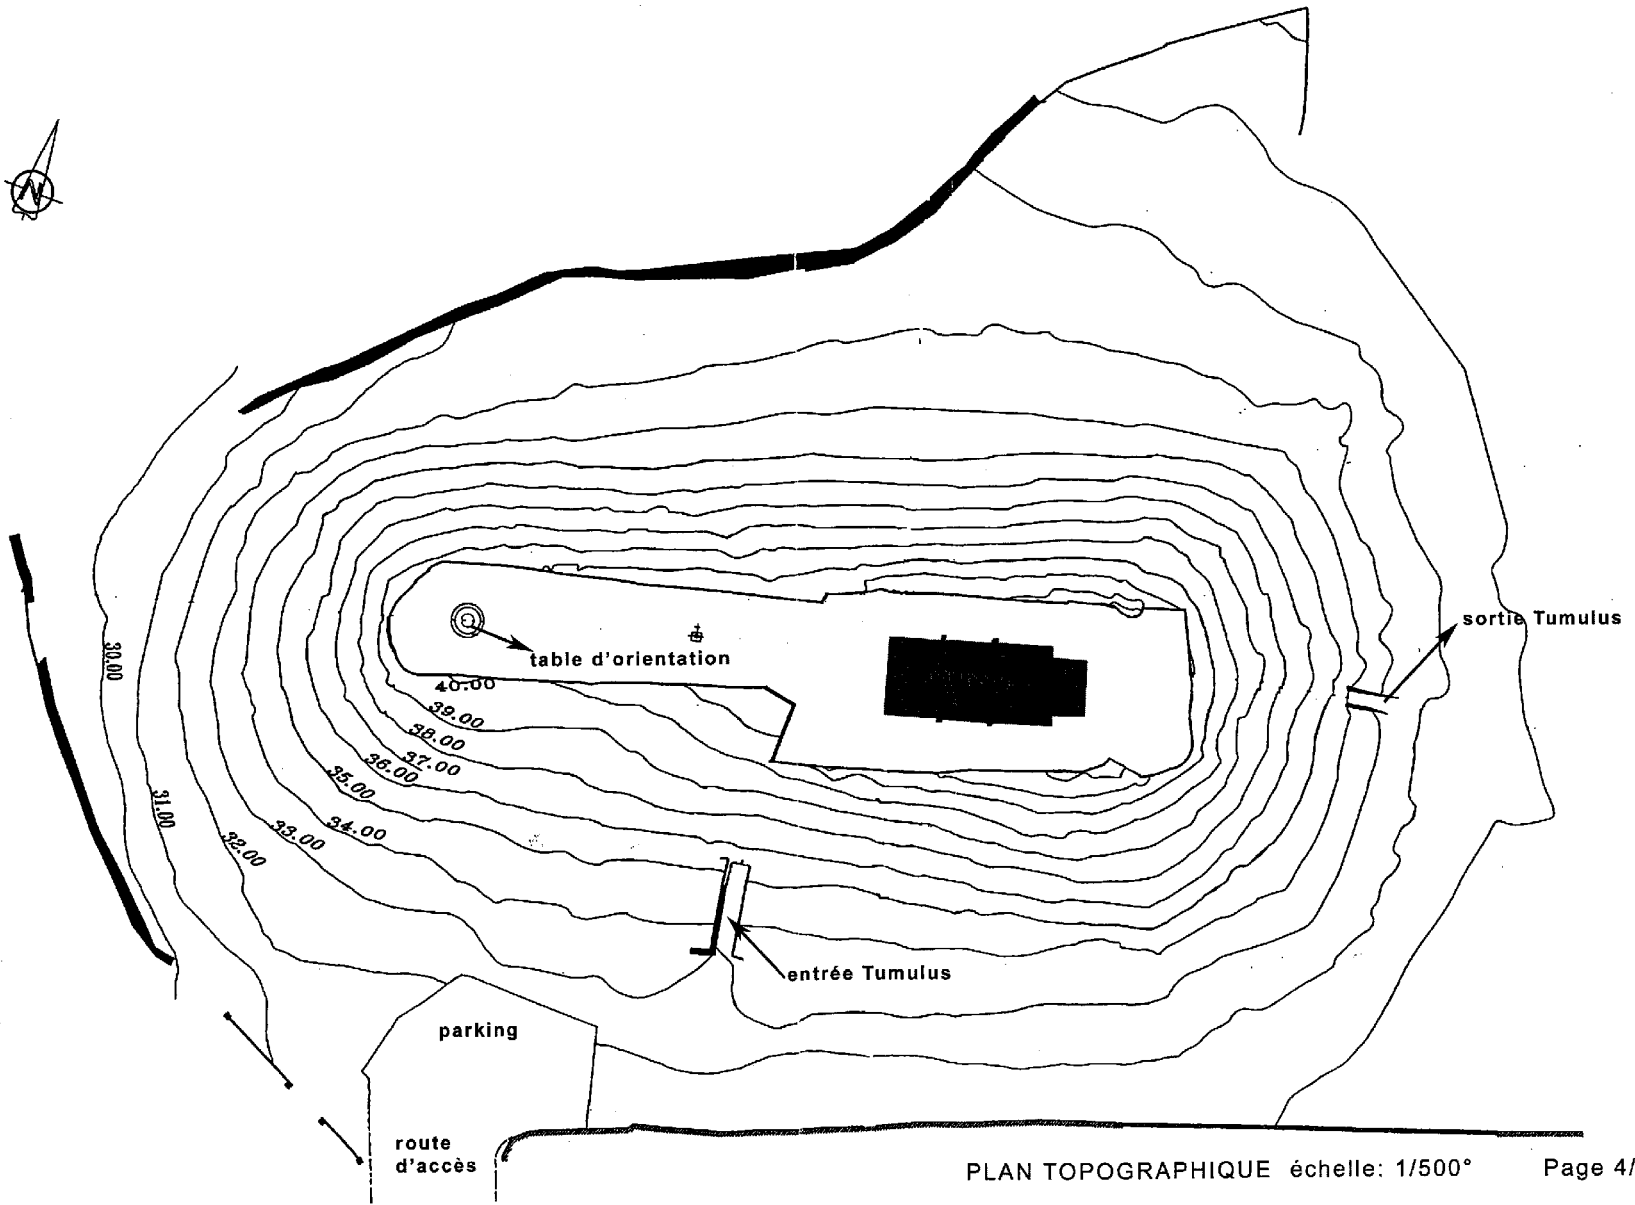 N
sortie Tumulus
table d'orientation
40.00
39.00
38.00
37.00
36.00
35.00
34.00
33.00
32.00
31.00
30.00
entrée Tumulus
parking
route
d'accès
PLAN TOPOGRAPHIQUE échelle: 1/500° Page 4/